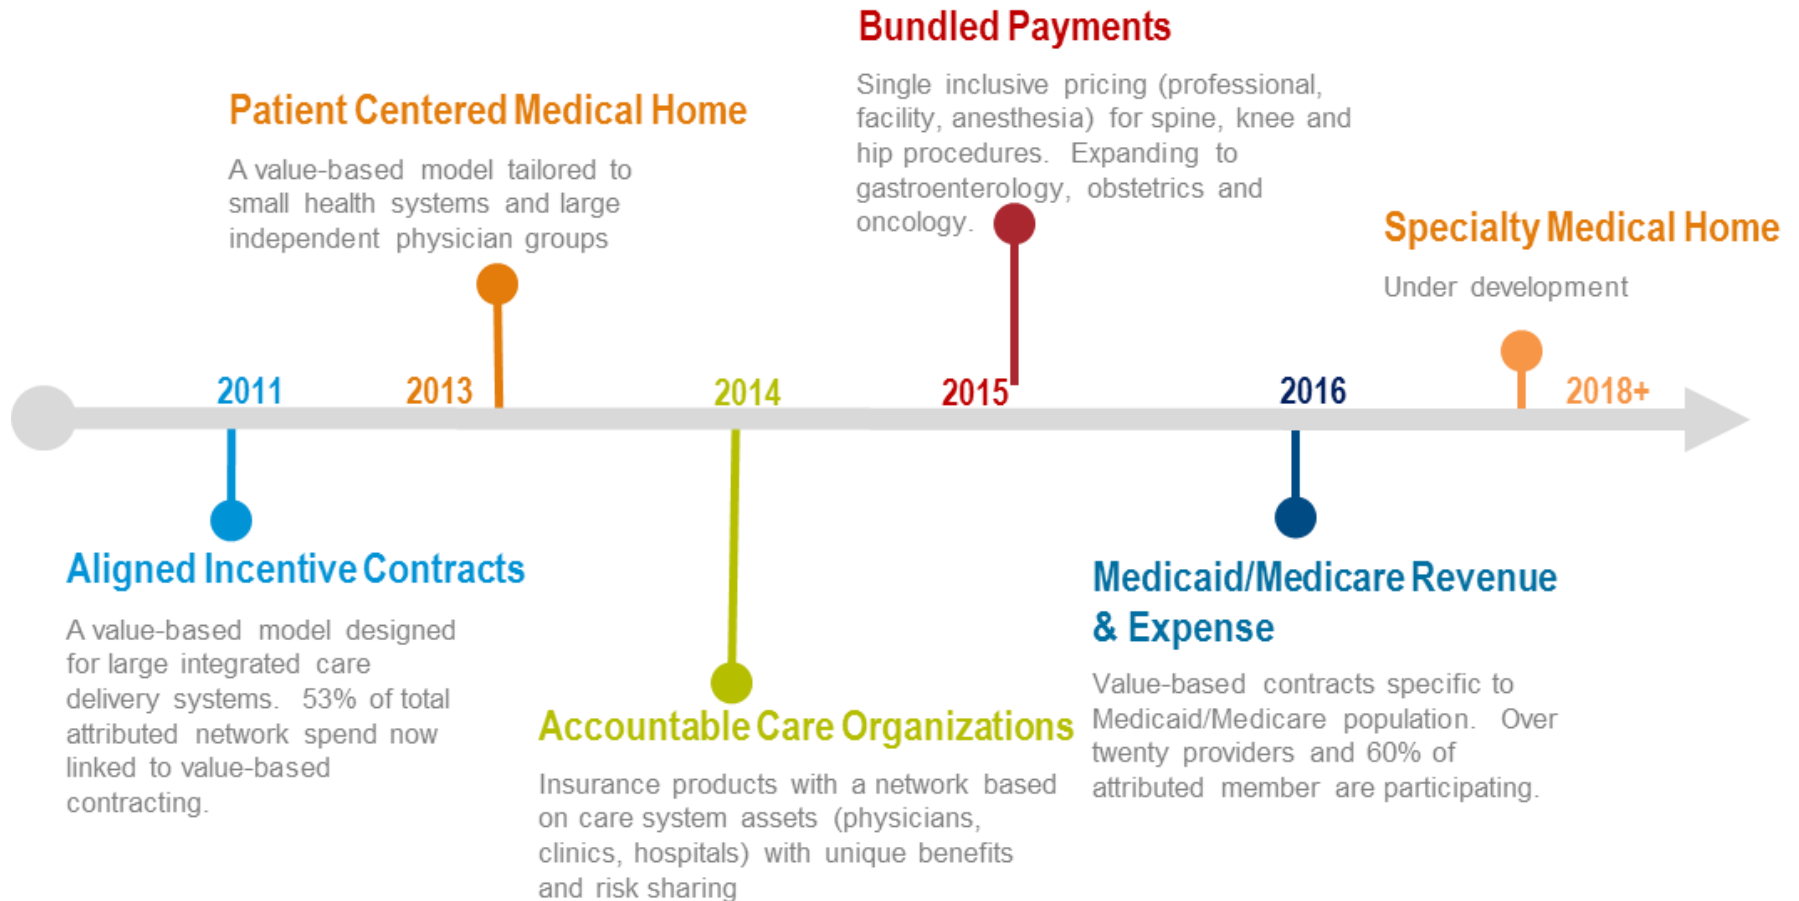 Bundled Payments
Single inclusive pricing (professional,
facility, anesthesia) for spine, knee and
hip procedures. Expanding to
gastroenterology, obstetrics and
oncology.
Patient Centered Medical Home
A value-based model tailored to
small health systems and large
independent physician groups
Specialty Medical Home
Under development
2011
2013
2014
2015
2016
2018+
Aligned Incentive Contracts
A value-based model designed
for large integrated care
delivery systems. 53% of total
attributed network spend now
linked to value-based
contracting.
Accountable Care Organizations
Insurance products with a network based
on care system assets (physicians,
clinics, hospitals) with unique benefits
and risk sharing
Medicaid/Medicare Revenue
& Expense
Value-based contracts specific to
Medicaid/Medicare population. Over
twenty providers and 60% of
attributed member are participating.